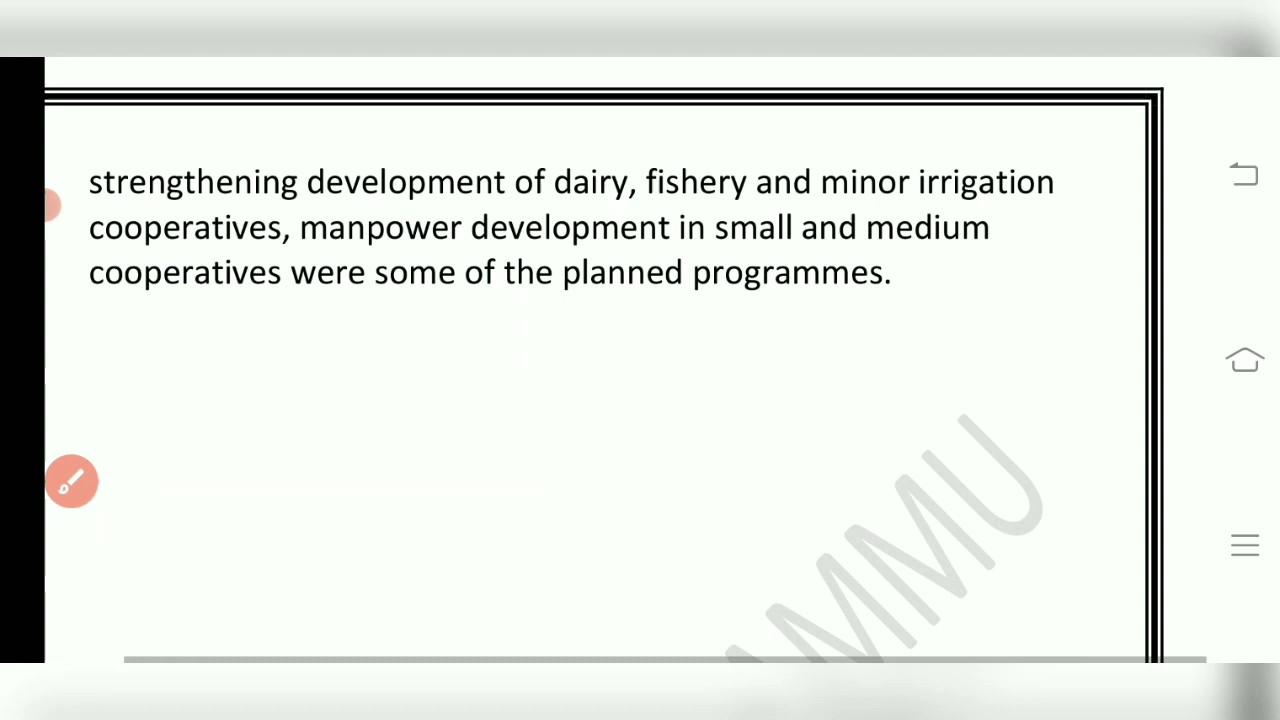 strengthening development of dairy, fishery and minor irrigation
cooperatives, manpower development in small and medium
cooperatives were some of the planned programmes.